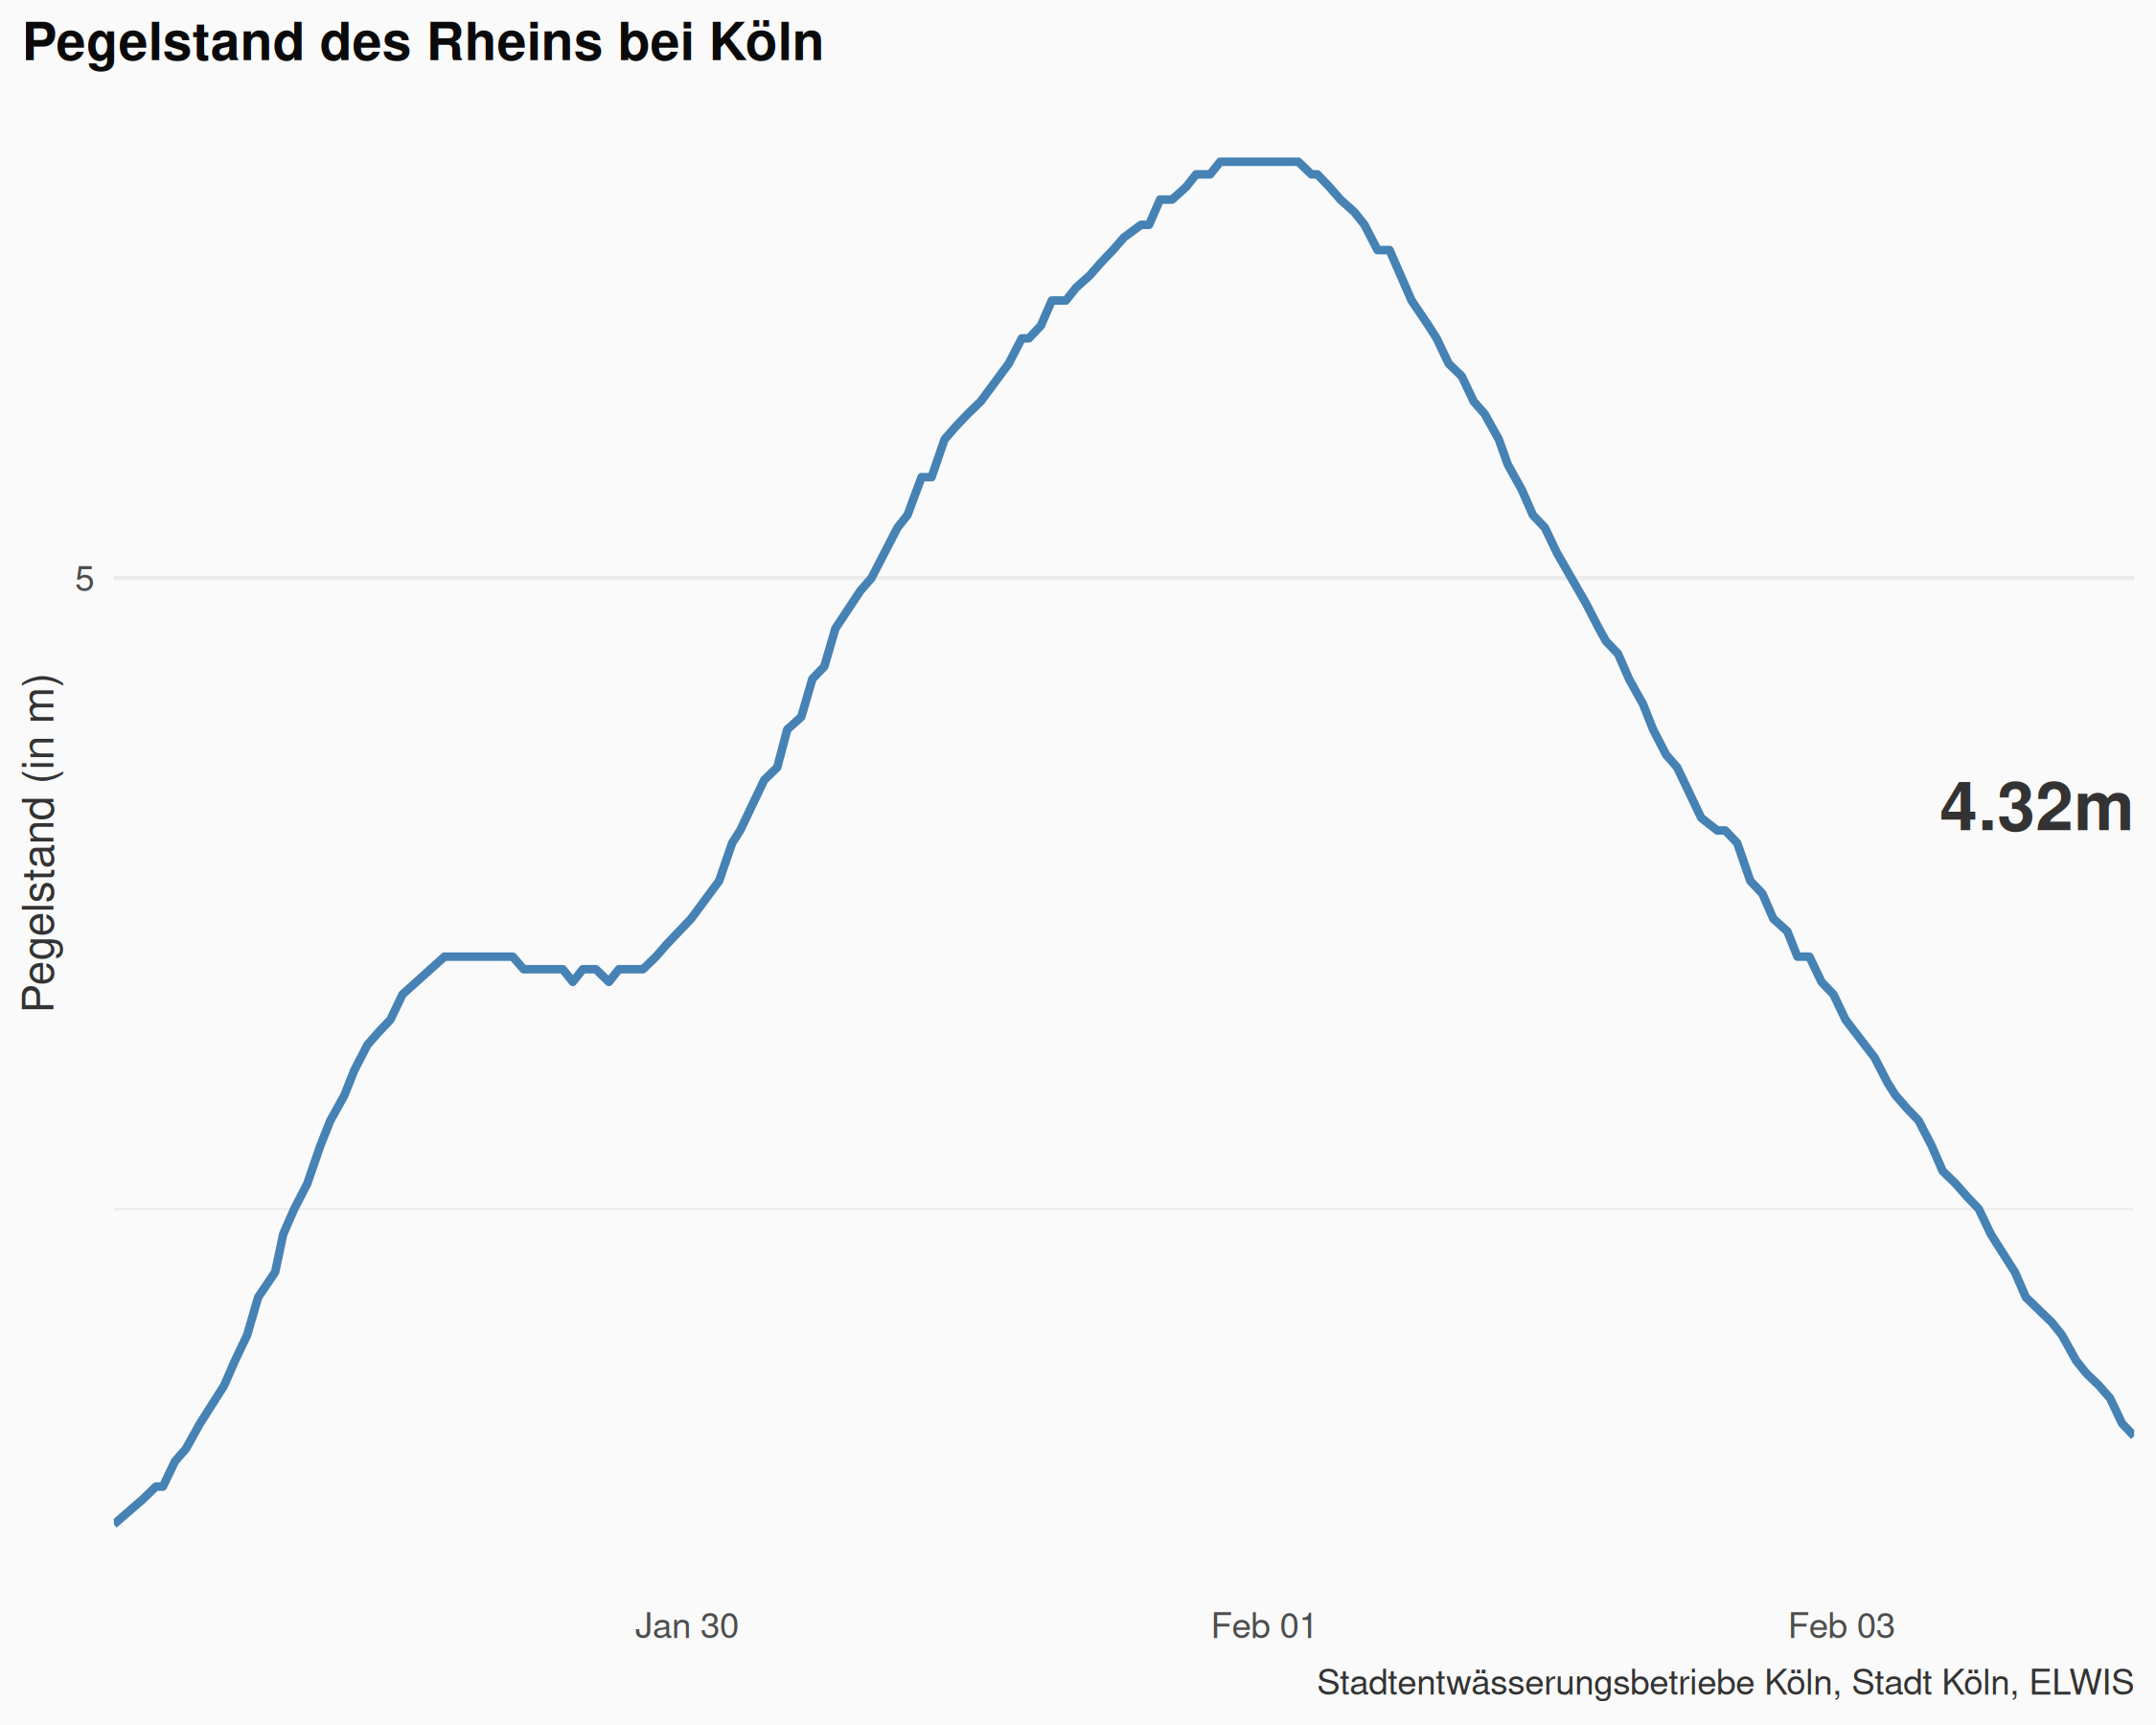 Pegelstand des Rheins bei Köln
5
Pegelstand (in m)
4.32m
Jan 30
Feb 01
Feb 03
Stadtentwässerungsbetriebe Köln, Stadt Köln, ELWIS